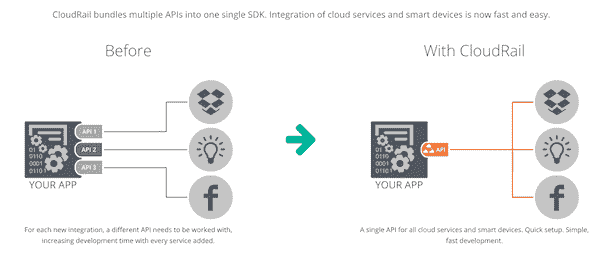 CloudRail bundles multiple APIs into one single SDK. Integration of cloud services and smart devices is now fast and easy.
Before
With CloudRail
API 1
API 2
API 3
01
0110
0001
01101
YOUR APP
API
01
0110
0001
01101
YOUR APP
For each new integration, a different API needs to be worked with,
increasing development time with every service added.
A single API for all cloud services and smart devices. Quick setup. Simple,
fast development.